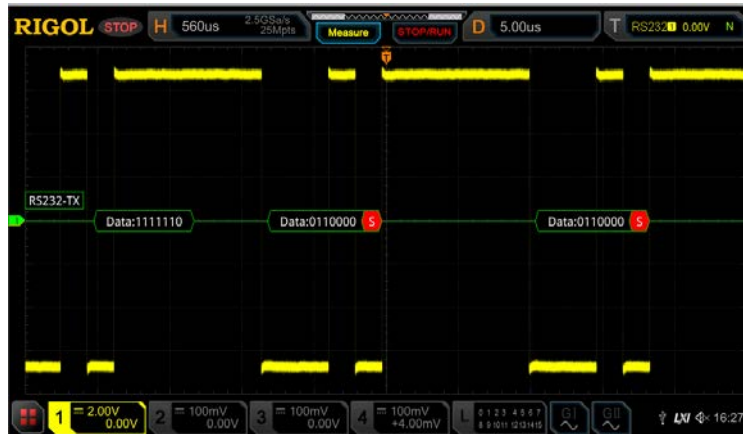 RIGOL STOP H 560us 2.5GSa/s 25Mpts Measure STOP/RUN D 5.00us T RS232 1 0.00V N
T
RS232-TX
Data:1111110 Data:0110000 S Data:0110000 S
1 2.00V 0.00V 2 100mV 0.00V 3 100mV 0.00V 4 100mV +4.00mV L 0 1 2 3 4 5 6 7 8 9 10 11 12 13 14 15 GI GII LXI 16:27